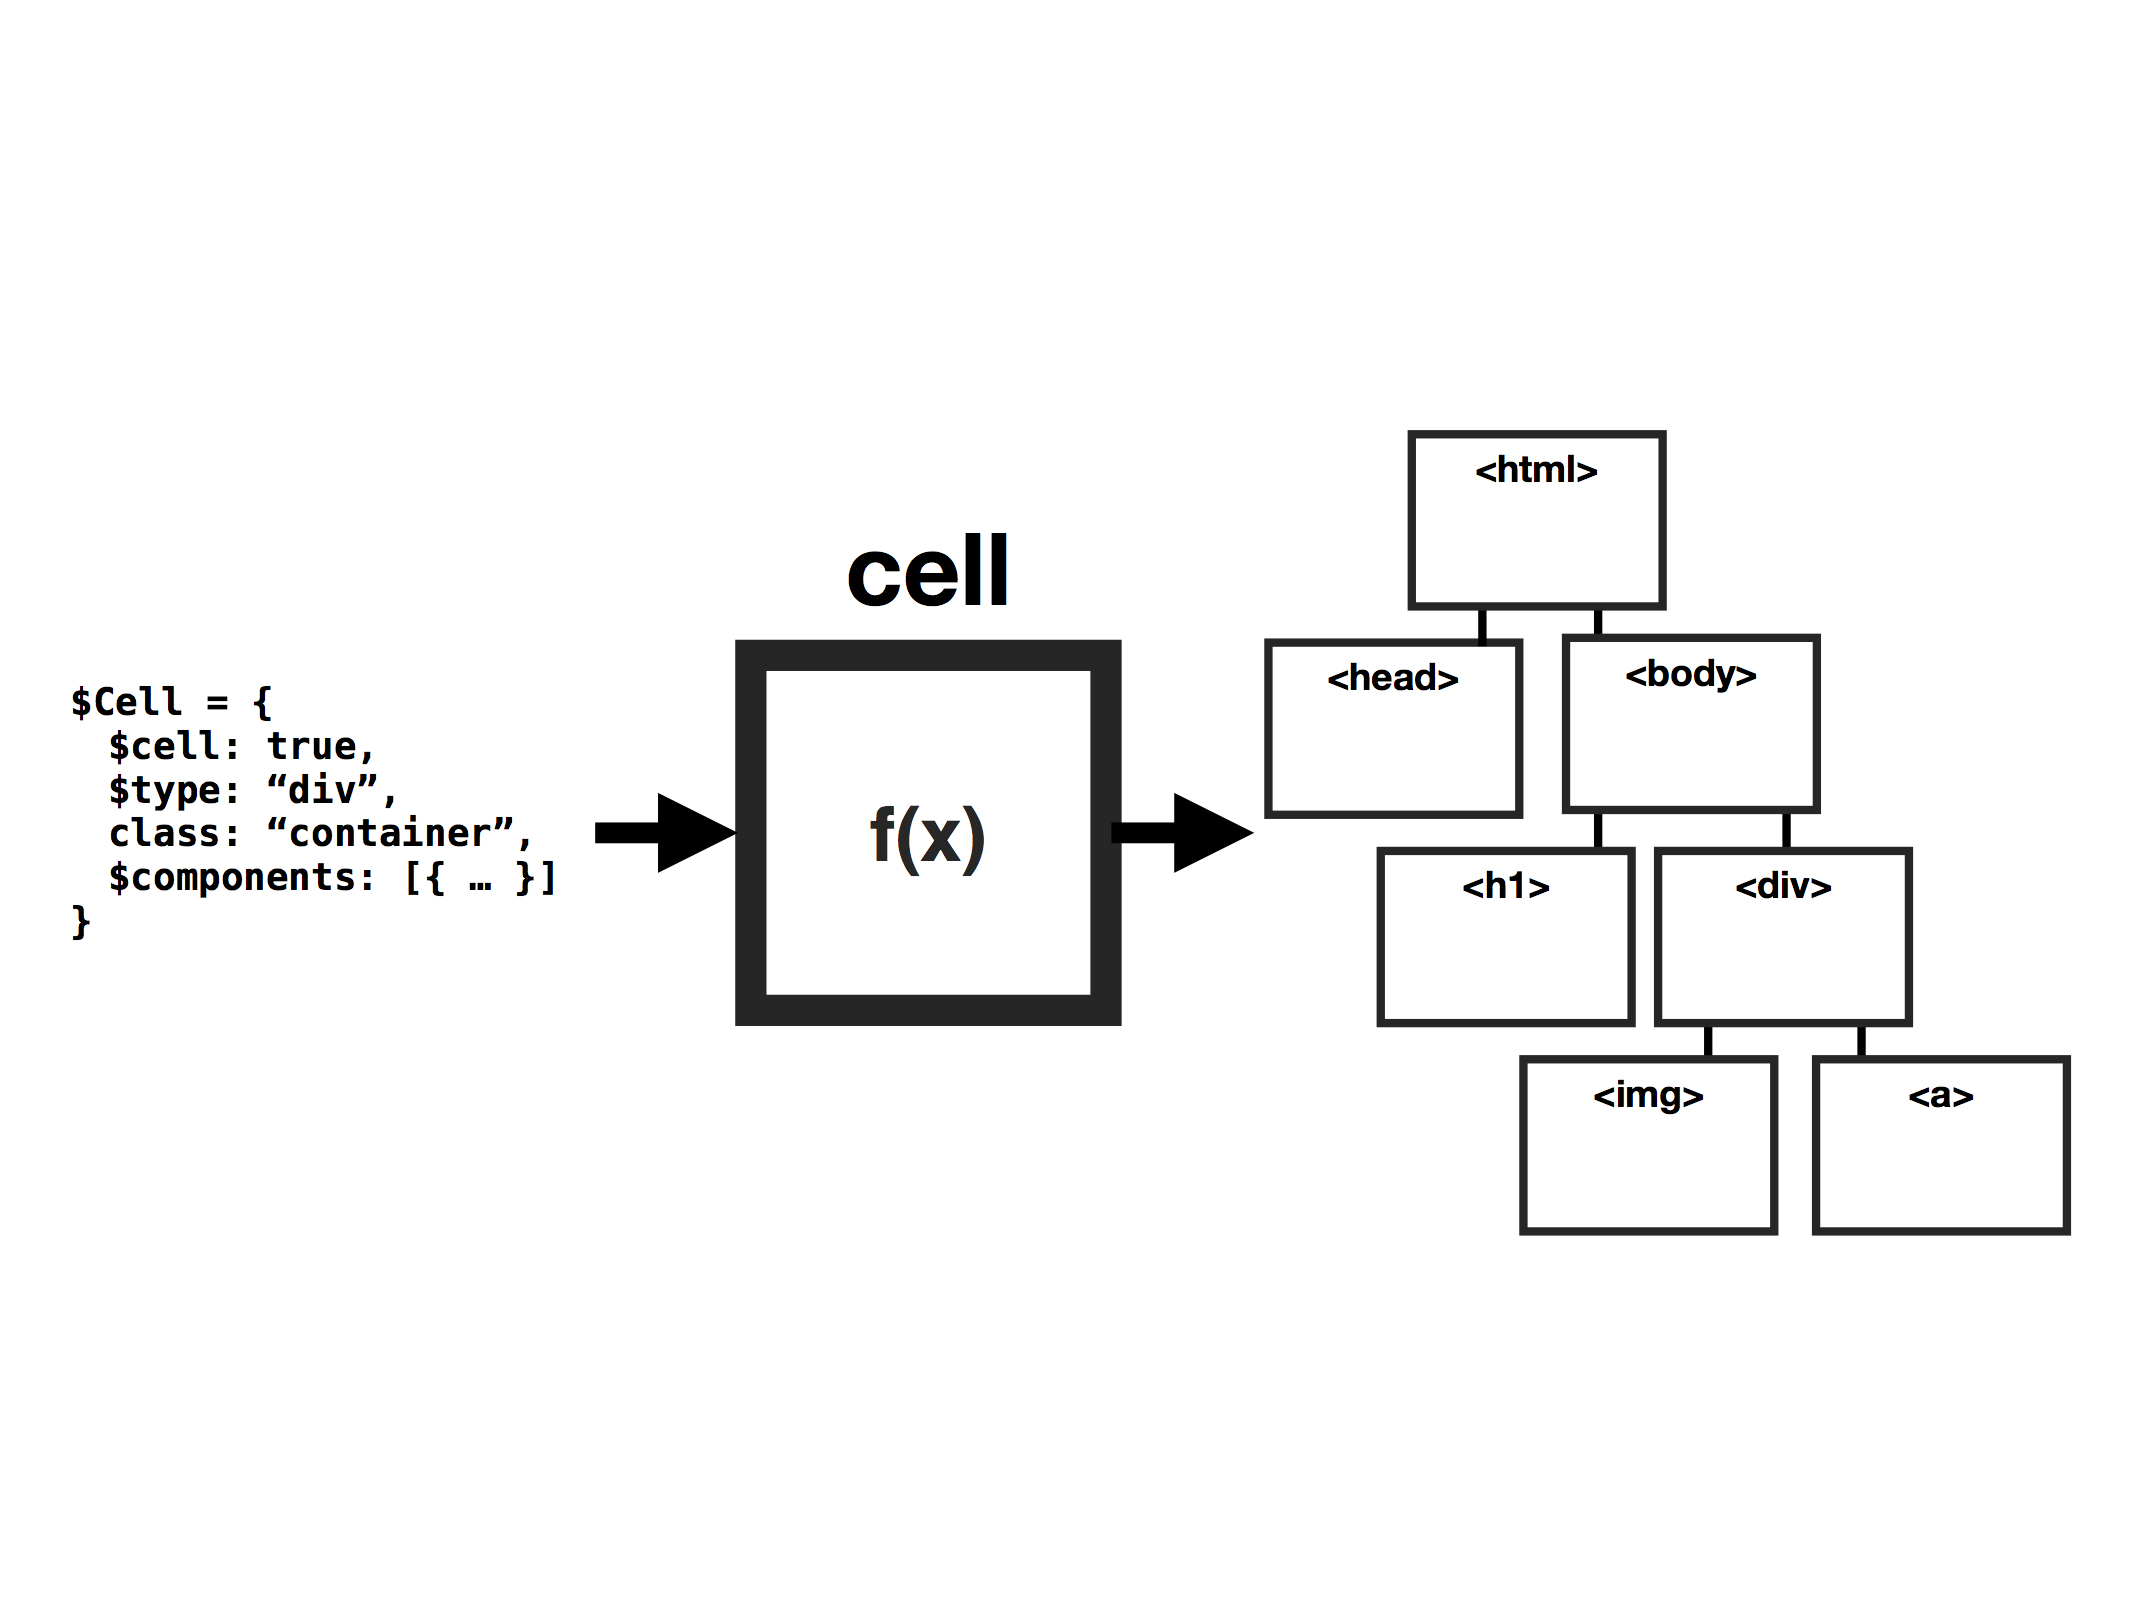 $Cell = {
  $cell: true,
  $type: “div”,
  class: “container”,
  $components: [{ … }]
}
cell
f(x)
<html>
<head>
<body>
<h1>
<div>
<img>
<a>